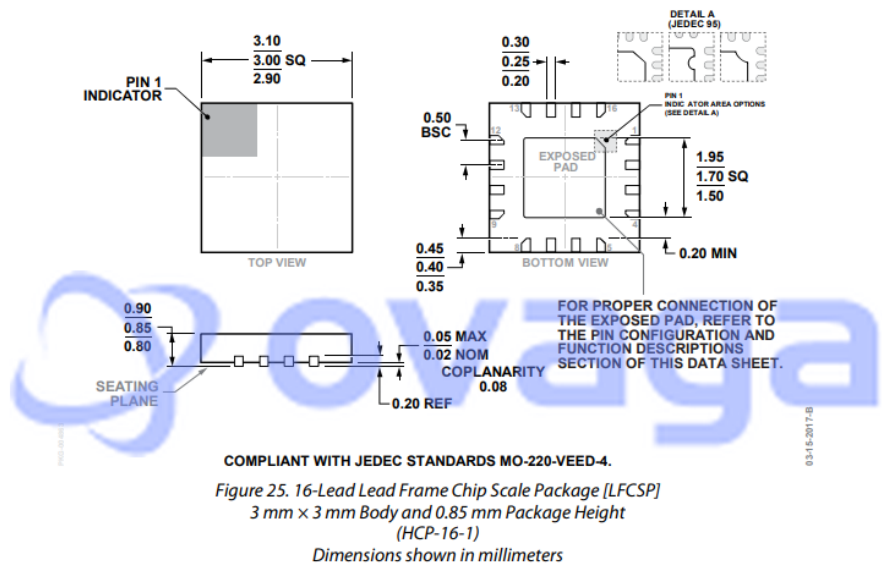 DETAIL A
(JEDEC 95)
3.10
3.00 SQ
2.90
0.30
0.25
0.20
PIN 1
INDICATOR
PIN 1
INDIC ATOR AREA OPTIONS
(SEE DETAIL A)
0.50
BSC
13
16
12
1
EXPOSED
PAD
1.95
1.70 SQ
1.50
9
4
8
5
0.45
0.40
0.35
0.20 MIN
TOP VIEW
BOTTOM VIEW
FOR PROPER CONNECTION OF
THE EXPOSED PAD, REFER TO
THE PIN CONFIGURATION AND
FUNCTION DESCRIPTIONS
SECTION OF THIS DATA SHEET.
0.90
0.85
0.80
0.05 MAX
0.02 NOM
COPLANARITY
0.08
SEATING
PLANE
0.20 REF
ovaga
03-15-2017-B
COMPLIANT WITH JEDEC STANDARDS MO-220-VEED-4.
Figure 25. 16-Lead Lead Frame Chip Scale Package [LFCSP]
3 mm × 3 mm Body and 0.85 mm Package Height
(HCP-16-1)
Dimensions shown in millimeters